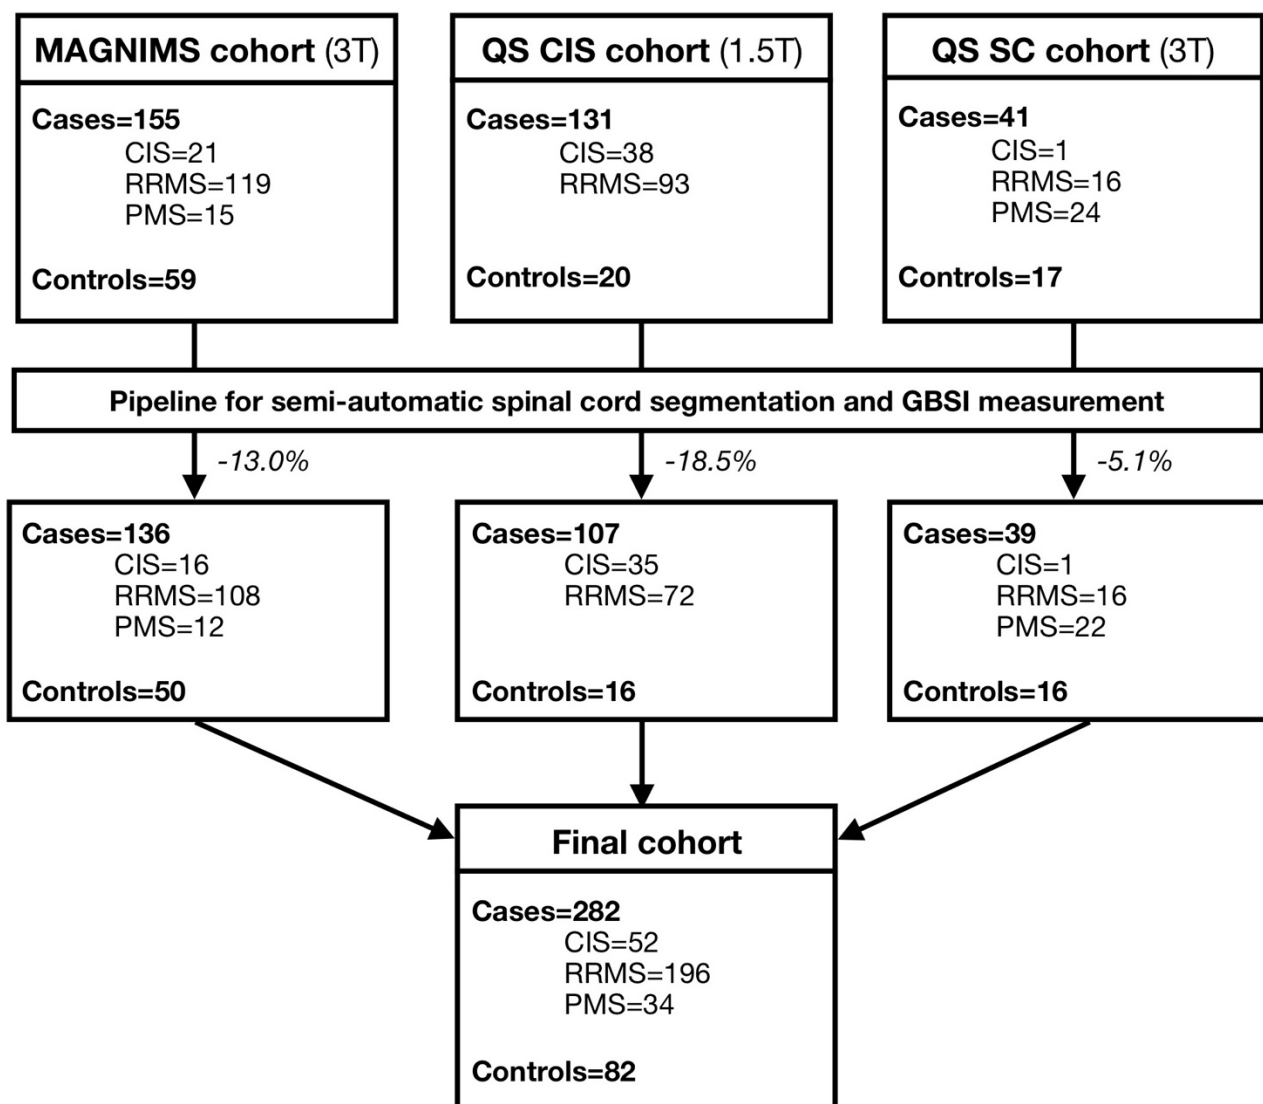 MAGNIMS cohort (3T)
Cases=155
CIS=21
RRMS=119
PMS=15
Controls=59
QS CIS cohort (1.5T)
Cases=131
CIS=38
RRMS=93
Controls=20
QS SC cohort (3T)
Cases=41
CIS=1
RRMS=16
PMS=24
Controls=17
Pipeline for semi-automatic spinal cord segmentation and GBSI measurement
-13.0%
-18.5%
-5.1%
Cases=136
CIS=16
RRMS=108
PMS=12
Controls=50
Cases=107
CIS=35
RRMS=72
Controls=16
Cases=39
CIS=1
RRMS=16
PMS=22
Controls=16
Final cohort
Cases=282
CIS=52
RRMS=196
PMS=34
Controls=82